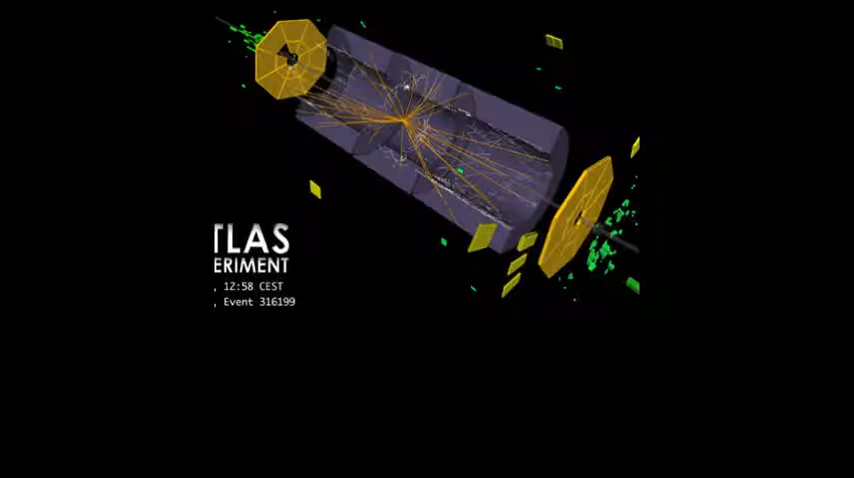 TLAS
ERIMENT
, 12:58 CEST
, Event 316199